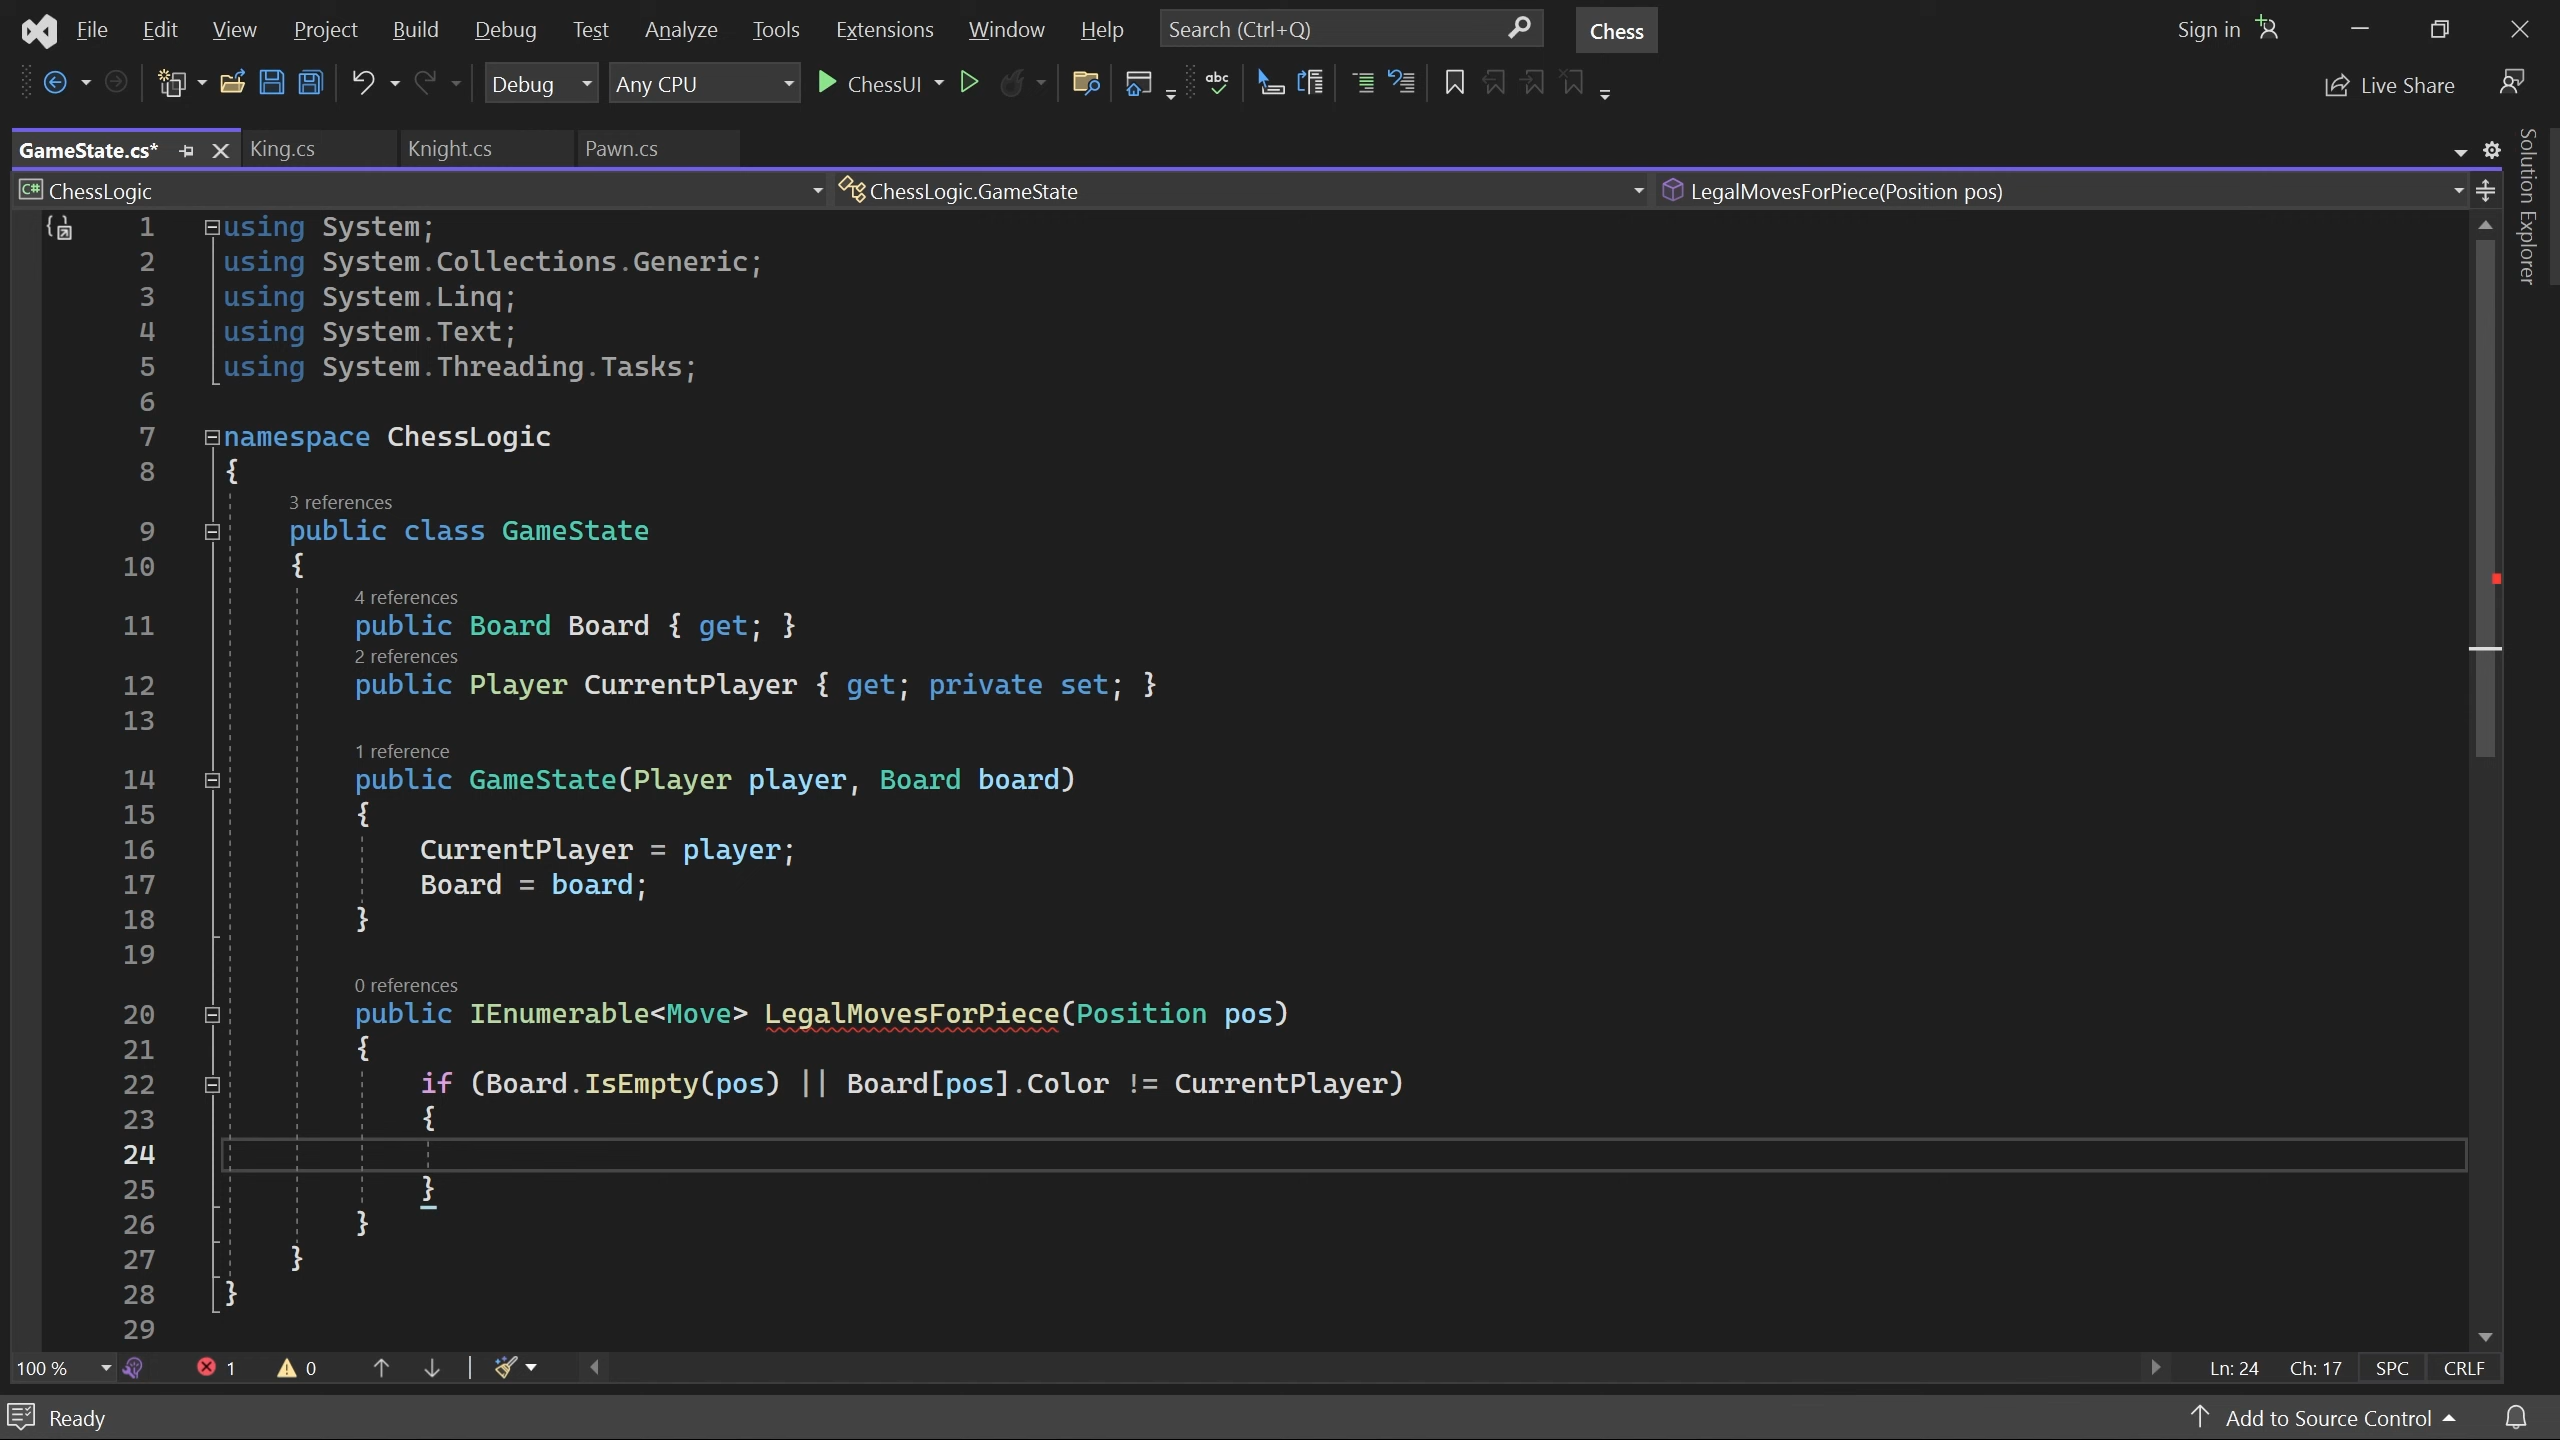 File Edit View Project Build Debug Test Analyze Tools Extensions Window Help Search (Ctrl+Q) Chess Sign in
Debug Any CPU ChessUI abc Live Share
GameState.cs* King.cs Knight.cs Pawn.cs
Solution Explorer
C# ChessLogic ChessLogic.GameState LegalMovesForPiece(Position pos)
1 using System;
2 using System.Collections.Generic;
3 using System.Linq;
4 using System.Text;
5 using System.Threading.Tasks;
6
7 namespace ChessLogic
8 {
3 references
9 public class GameState
10 {
4 references
11 public Board Board { get; }
2 references
12 public Player CurrentPlayer { get; private set; }
13
1 reference
14 public GameState(Player player, Board board)
15 {
16 CurrentPlayer = player;
17 Board = board;
18 }
19
0 references
20 public IEnumerable<Move> LegalMovesForPiece(Position pos)
21 {
22 if (Board.IsEmpty(pos) || Board[pos].Color != CurrentPlayer)
23 {
24
25 }
26 }
27 }
28 }
29
100 % 1 0 Ln: 24 Ch: 17 SPC CRLF
Ready Add to Source Control